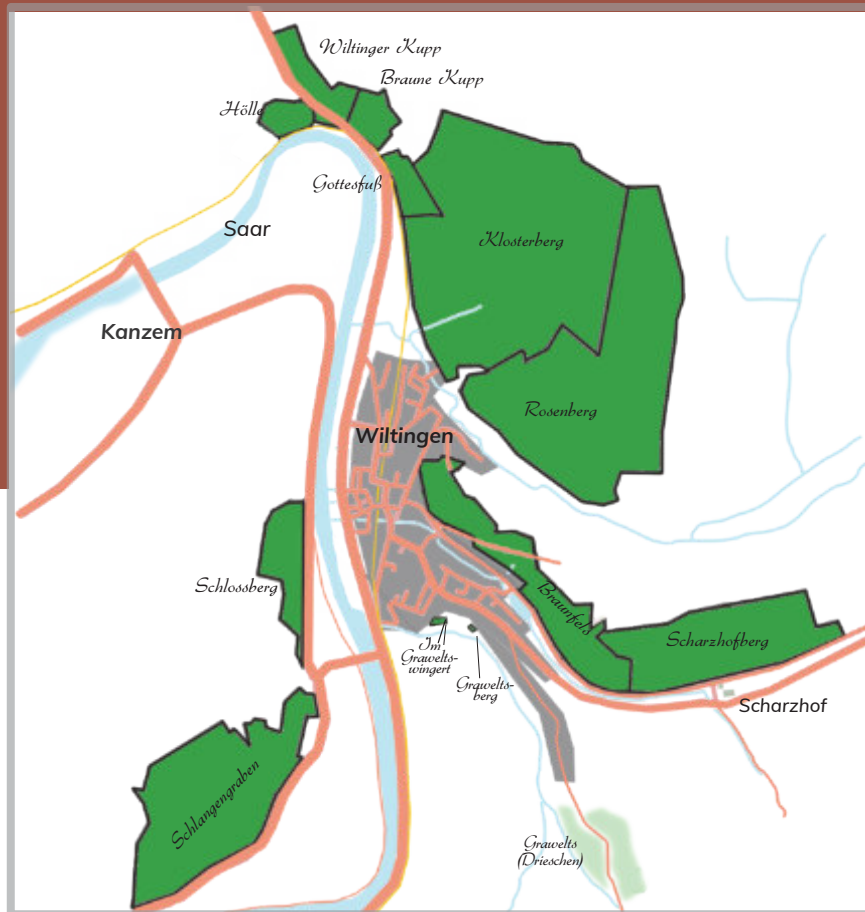 Wiltinger Kupp
Braune Kupp
Hölle
Gottesfuß
Saar
Klosterberg
Kanzem
Rosenberg
Wiltingen
Schlossberg
Braunfels
Scharzhofberg
Im
Grawelts-
wingert
Grawelts-
berg
Scharzhof
Schlangengraben
Grawelts
(Drieschen)